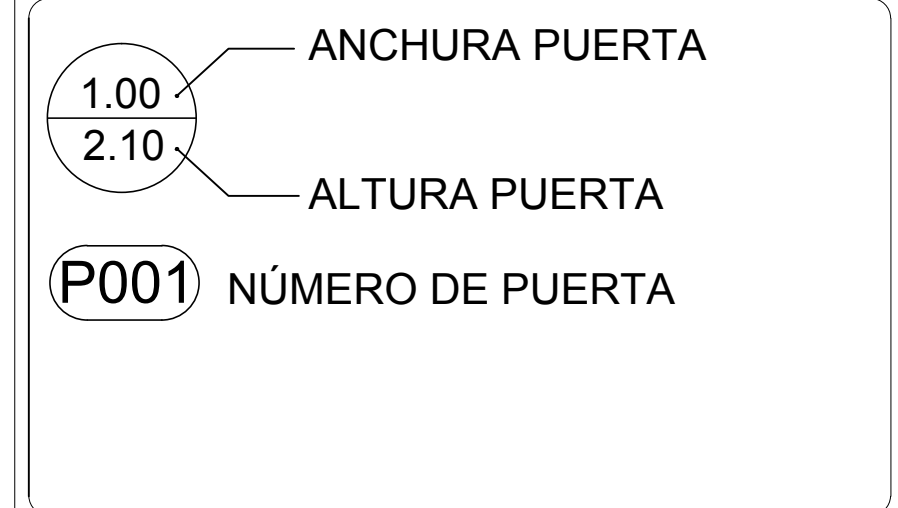 ANCHURA PUERTA
1.00
2.10
ALTURA PUERTA
P001 NÚMERO DE PUERTA